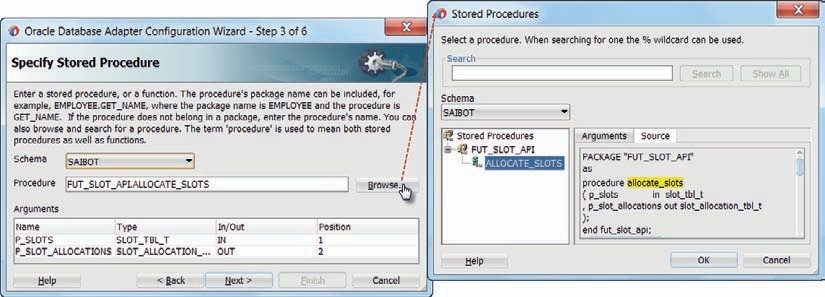 Oracle Database Adapter Configuration Wizard - Step 3 of 6
Specify Stored Procedure
Enter a stored procedure, or a function. The procedure's package name can be included, for
example, EMPLOYEE.GET_NAME, where the package name is EMPLOYEE and the procedure is
GET_NAME. If the procedure does not belong in a package, enter the procedure's name. You can
also browse and search for a procedure. The term 'procedure' is used to mean both stored
procedures as well as functions.
Schema SAIBOT
Procedure FUT_SLOT_API.ALLOCATE_SLOTS Browse
Arguments
Name Type In/Out Position
P_SLOTS SLOT_TBL_T IN 1
P_SLOT_ALLOCATIONS SLOT_ALLOCATION_... OUT 2
Help < Back Next > Finish Cancel
Stored Procedures
Select a procedure. When searching for one the % wildcard can be used.
Search
Search Show All
Schema
SAIBOT
Stored Procedures
FUT_SLOT_API
ALLOCATE_SLOTS
Arguments Source
PACKAGE "FUT_SLOT_API"
as
procedure allocate_slots
( p_slots in slot_tbl_t
, p_slot_allocations out slot_allocation_tbl_t
);
end fut_slot_api;
Help OK Cancel